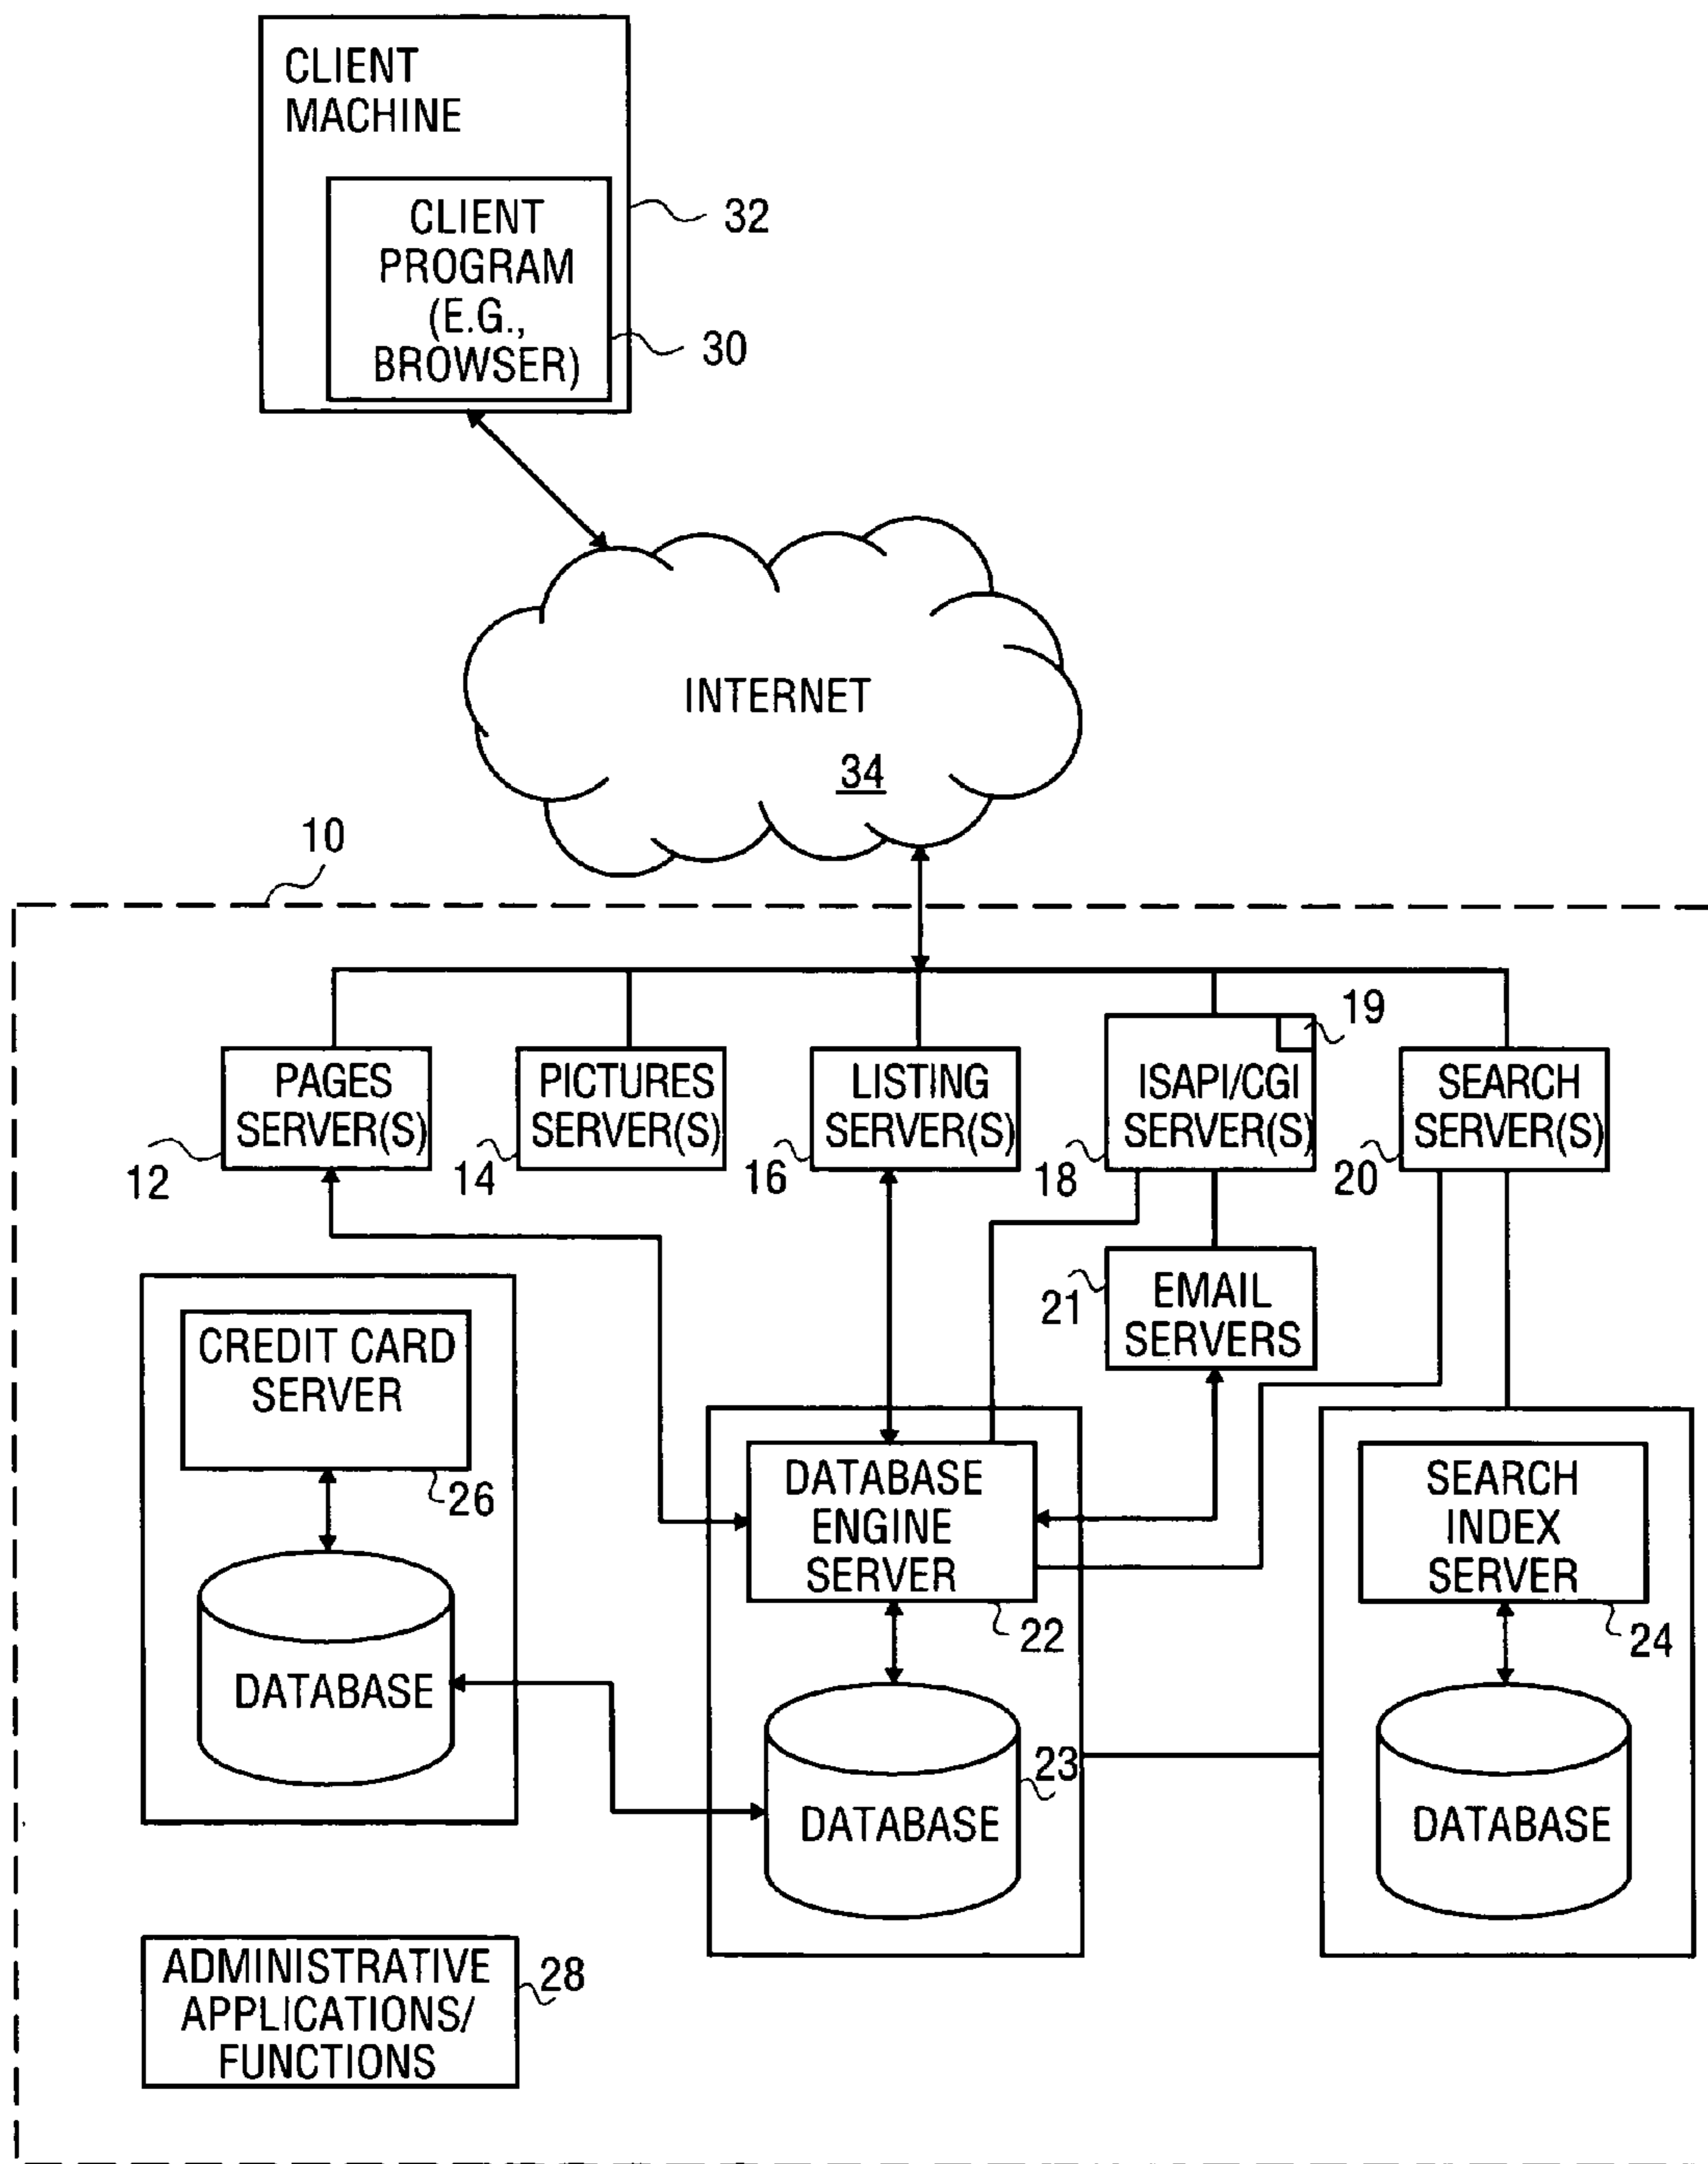 CLIENT
MACHINE
CLIENT
PROGRAM
(E.G.,
BROWSER)
32
30
INTERNET
34
10
19
PAGES
SERVER(S)
12
PICTURES
SERVER(S)
14
LISTING
SERVER(S)
16
ISAPI/CGI
SERVER(S)
18
SEARCH
SERVER(S)
20
EMAIL
SERVERS
21
CREDIT CARD
SERVER
26
DATABASE
DATABASE
ENGINE
SERVER
22
DATABASE
23
SEARCH
INDEX
SERVER
24
DATABASE
ADMINISTRATIVE
APPLICATIONS/
FUNCTIONS
28